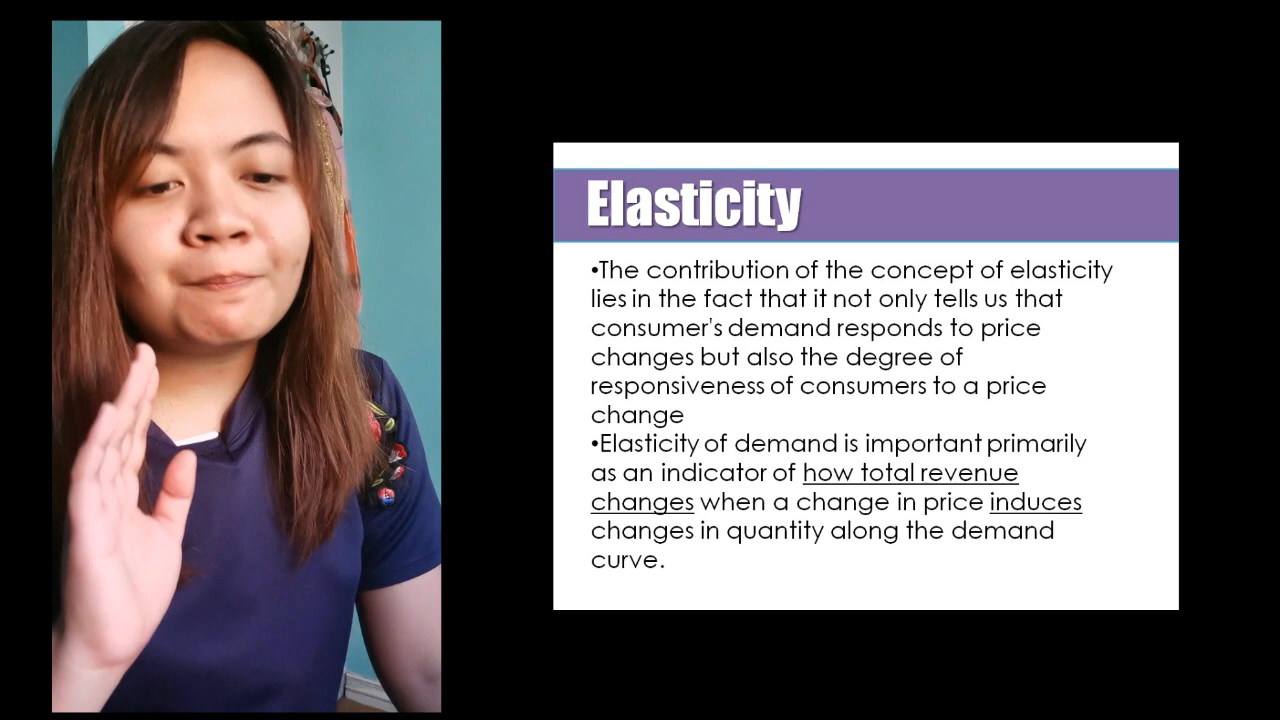 Elasticity
•The contribution of the concept of elasticity
lies in the fact that it not only tells us that
consumer's demand responds to price
changes but also the degree of
responsiveness of consumers to a price
change
•Elasticity of demand is important primarily
as an indicator of how total revenue
changes when a change in price induces
changes in quantity along the demand
curve.